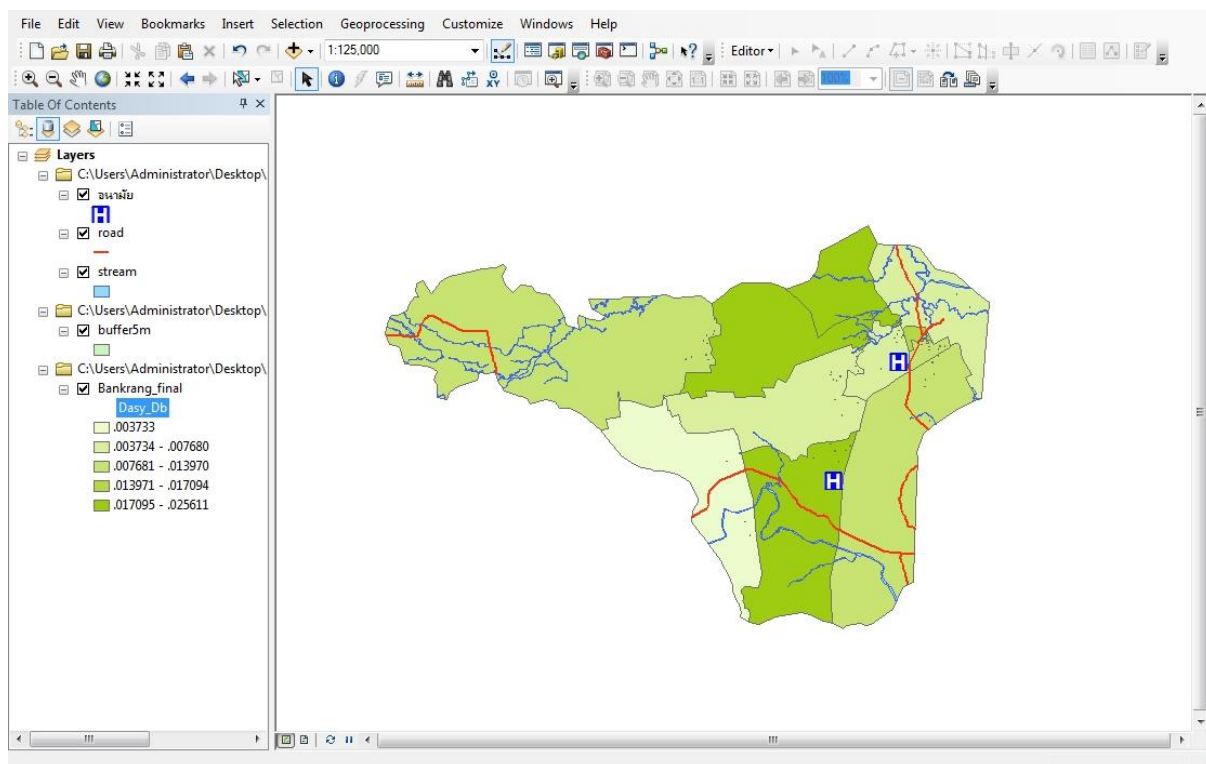 File Edit View Bookmarks Insert Selection Geoprocessing Customize Windows Help
1:125,000 Editor
100%
Table Of Contents
Layers
C:\Users\Administrator\Desktop\
อนามัย
road
stream
C:\Users\Administrator\Desktop\
buffer5m
C:\Users\Administrator\Desktop\
Bankrang_final
Dasy_Db
.003733
.003734 - .007680
.007681 - .013970
.013971 - .017094
.017095 - .025611
H
H
H